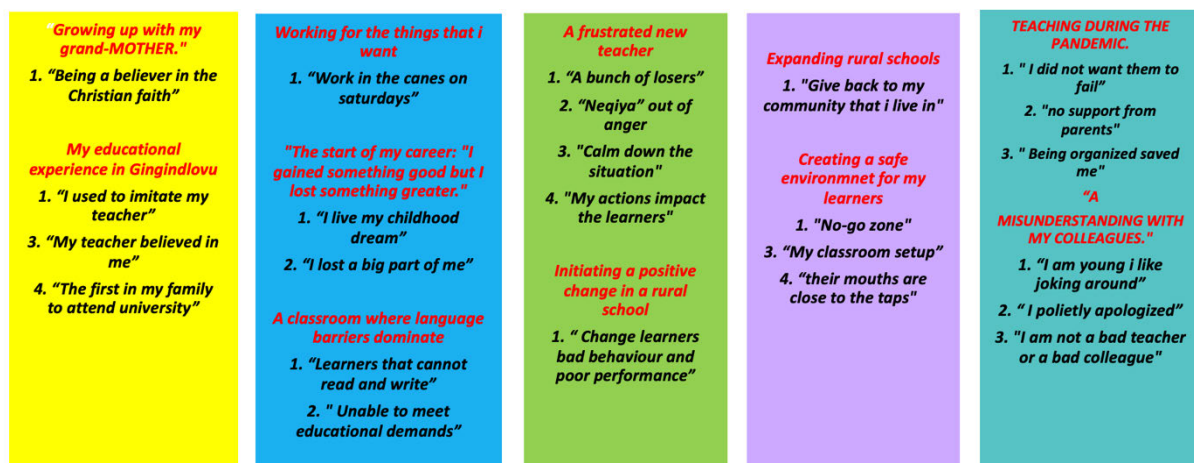 "Growing up with my
grand-MOTHER."
1. “Being a believer in the
Christian faith”
My educational
experience in Gingindlovu
1. “I used to imitate my
teacher”
3. “My teacher believed in
me”
4. “The first in my family
to attend university”
Working for the things that i
want
1. “Work in the canes on
saturdays”
"The start of my career: "I
gained something good but I
lost something greater."
1. “I live my childhood
dream”
2. “I lost a big part of me”
A classroom where language
barriers dominate
1. “Learners that cannot
read and write”
2. " Unable to meet
educational demands”
A frustrated new
teacher
1. “A bunch of losers”
2. “Neqiya” out of
anger
3. "Calm down the
situation"
4. "My actions impact
the learners"
Initiating a positive
change in a rural
school
1. “ Change learners
bad behaviour and
poor performance”
Expanding rural schools
1. "Give back to my
community that i live in"
Creating a safe
environmnet for my
learners
1. "No-go zone"
3. “My classroom setup”
4. “their mouths are
close to the taps"
TEACHING DURING THE
PANDEMIC.
1. " I did not want them to
fail”
2. "no support from
parents"
3. " Being organized saved
me"
“A
MISUNDERSTANDING WITH
MY COLLEAGUES."
1. “I am young i like
joking around”
2. “ I polietly apologized”
3. "I am not a bad teacher
or a bad colleague"